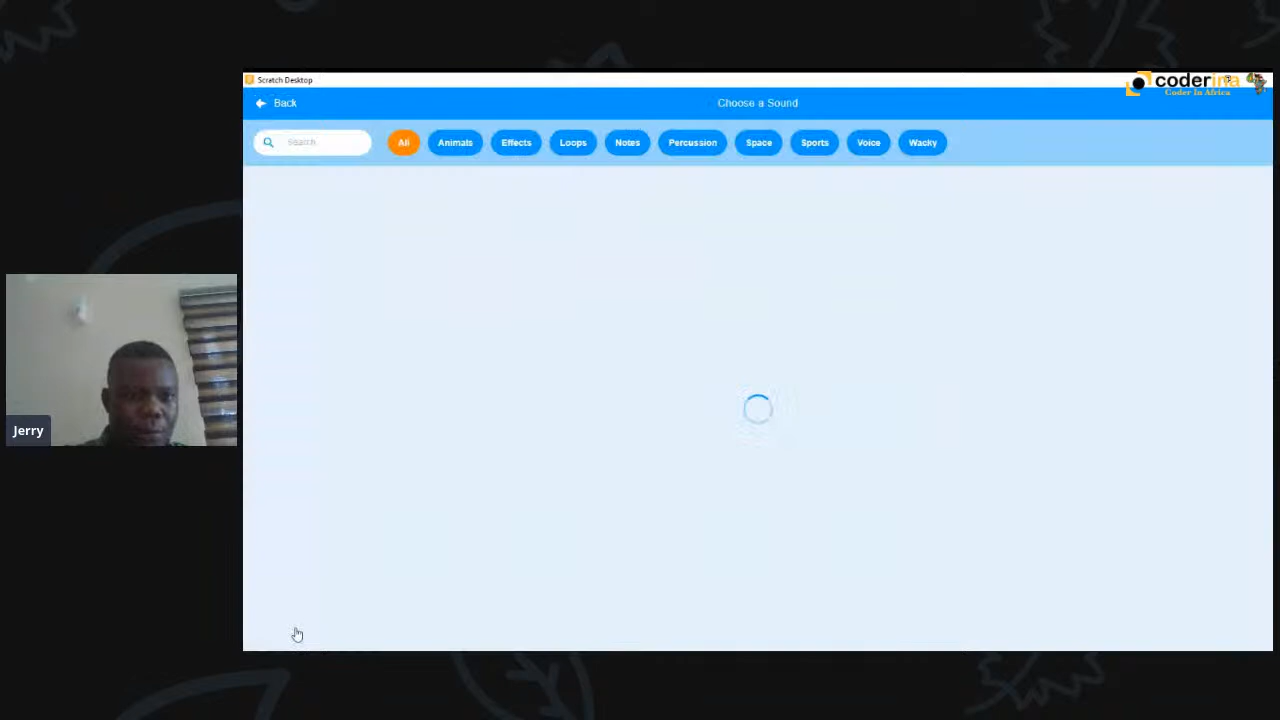 Scratch Desktop
coderina
Coder In Africa
Back
Choose a Sound
Search
All
Animals
Effects
Loops
Notes
Percussion
Space
Sports
Voice
Wacky
Jerry